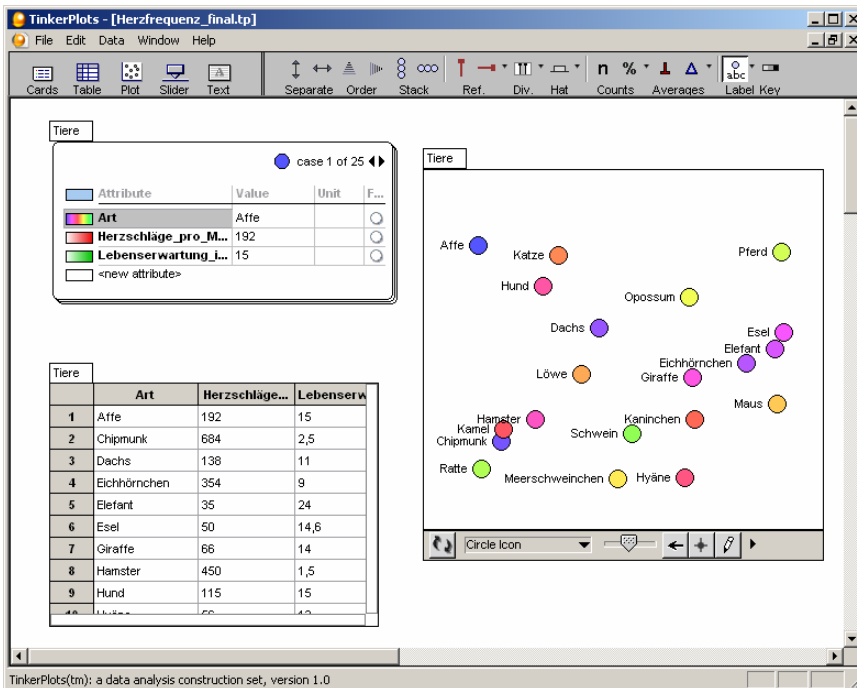 TinkerPlots - [Herzfrequenz_final.tp]
File Edit Data Window Help
Cards Table Plot Slider Text Separate Order Stack Ref. Div. Hat Counts Averages Label Key
n % abc
Tiere
case 1 of 25
Attribute Value Unit F...
Art Affe
Herzschläge_pro_M... 192
Lebenserwartung_i... 15
<new attribute>
Tiere
Art Herzschläge... Lebenserw
1 Affe 192 15
2 Chipmunk 684 2,5
3 Dachs 138 11
4 Eichhörnchen 354 9
5 Elefant 35 24
6 Esel 50 14,6
7 Giraffe 66 14
8 Hamster 450 1,5
9 Hund 115 15
10 Hyäne 56 12
Tiere
Affe
Katze
Pferd
Hund
Opossum
Dachs
Esel
Elefant
Eichhörnchen
Löwe
Giraffe
Maus
Hamster
Kaninchen
Kamel
Schwein
Chipmunk
Ratte
Meerschweinchen
Hyäne
Circle Icon
TinkerPlots(tm): a data analysis construction set, version 1.0